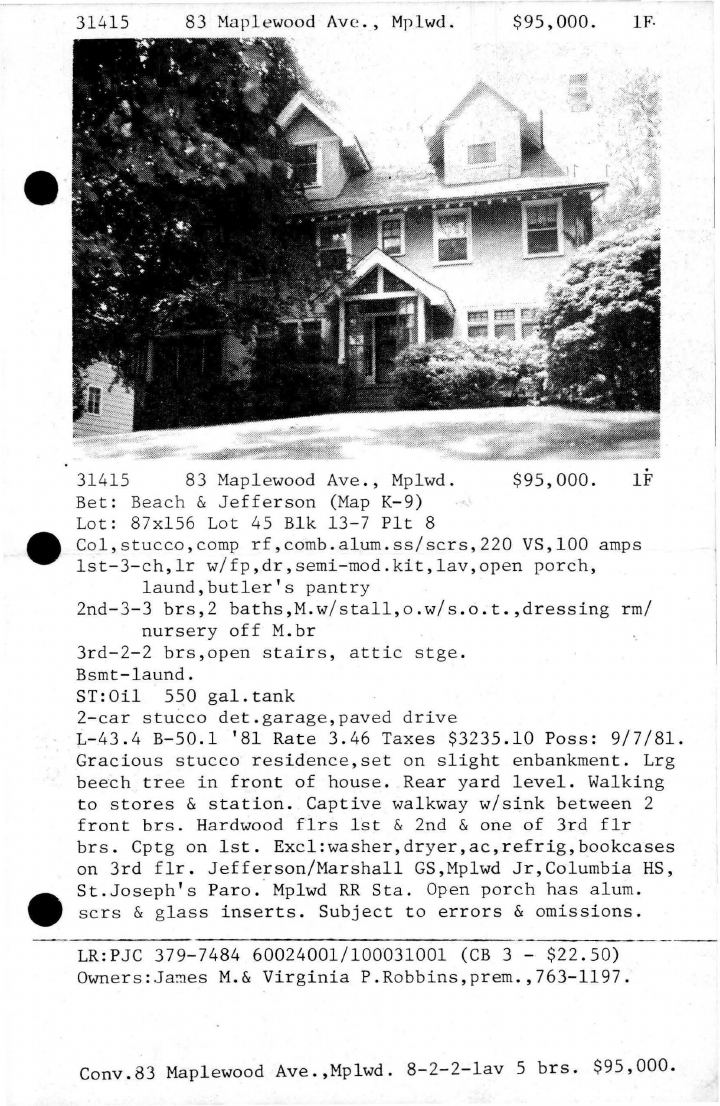 31415 83 Maplewood Ave., Mplwd. $95,000. 1F.
31415 83 Maplewood Ave., Mplwd. $95,000. 1F
Bet: Beach & Jefferson (Map K-9)
Lot: 87x156 Lot 45 Blk 13-7 Plt 8
Col,stucco,comp rf,comb.alum.ss/scrs,220 VS,100 amps
1st-3-ch,lr w/fp,dr,semi-mod.kit,lav,open porch,
laund,butler's pantry
2nd-3-3 brs,2 baths,M.w/stall,o.w/s.o.t.,dressing rm/
nursery off M.br
3rd-2-2 brs,open stairs, attic stge.
Bsmt-laund.
ST:Oil 550 gal.tank
2-car stucco det.garage,paved drive
L-43.4 B-50.1 '81 Rate 3.46 Taxes $3235.10 Poss: 9/7/81.
Gracious stucco residence,set on slight enbankment. Lrg
beech tree in front of house. Rear yard level. Walking
to stores & station. Captive walkway w/sink between 2
front brs. Hardwood flrs 1st & 2nd & one of 3rd flr
brs. Cptg on 1st. Excl:washer,dryer,ac,refrig,bookcases
on 3rd flr. Jefferson/Marshall GS,Mplwd Jr,Columbia HS,
St.Joseph's Paro. Mplwd RR Sta. Open porch has alum.
scrs & glass inserts. Subject to errors & omissions.
LR:PJC 379-7484 60024001/100031001 (CB 3 - $22.50)
Owners:James M.& Virginia P.Robbins,prem.,763-1197.
Conv.83 Maplewood Ave.,Mplwd. 8-2-2-lav 5 brs. $95,000.